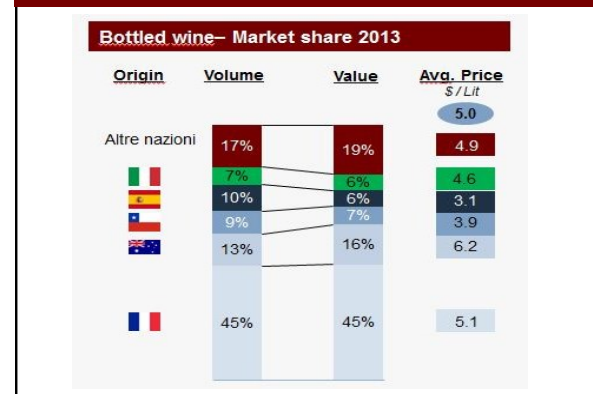 Bottled wine– Market share 2013
Origin Volume Value Avg. Price
$ / Lit
5.0
Altre nazioni 17% 19% 4.9
7% 6% 4.6
10% 6% 3.1
9% 7% 3.9
13% 16% 6.2
45% 45% 5.1